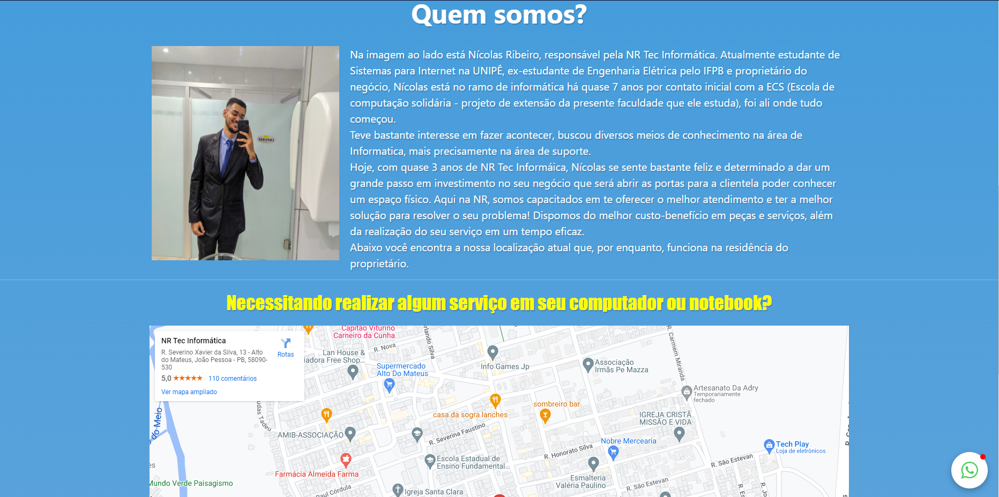 Quem somos?
Na imagem ao lado está Nícolas Ribeiro, responsável pela NR Tec Informática. Atualmente estudante de
Sistemas para Internet na UNIPÊ, ex-estudante de Engenharia Elétrica pelo IFPB e proprietário do
negócio, Nícolas está no ramo de informática há quase 7 anos por contato inicial com a ECS (Escola de
computação solidária - projeto de extensão da presente faculdade que ele estuda), foi ali onde tudo
começou.
Teve bastante interesse em fazer acontecer, buscou diversos meios de conhecimento na área de
Informatica, mais precisamente na área de suporte.
Hoje, com quase 3 anos de NR Tec Informáica, Nícolas se sente bastante feliz e determinado a dar um
grande passo em investimento no seu negócio que será abrir as portas para a clientela poder conhecer
um espaço físico. Aqui na NR, somos capacitados em te oferecer o melhor atendimento e ter a melhor
solução para resolver o seu problema! Dispomos do melhor custo-benefício em peças e serviços, além
da realização do seu serviço em um tempo eficaz.
Abaixo você encontra a nossa localização atual que, por enquanto, funciona na residência do
proprietário.
EMPURRE
Necessitando realizar algum serviço em seu computador ou notebook?
NR Tec Informática
R. Severino Xavier da Silva, 13 - Alto
do Mateus, João Pessoa - PB, 58090-
530
5,0 110 comentários
Ver mapa ampliado
Rotas
Capitão Viturino
Carneiro da Cunha
orlando Silva
R. Nova
R. Carmem Miranda
Lan House &
iadora Free Shop...
Supermercado
Alto Do Mateus
Info Games Jp
Associação
Irmãs Pe Mazza
Artesanato Da Adry
Temporariamente
fechado
udas Tadeu
do Meio
casa da sogra lanches
sombreiro bar
IGREJA CRISTÃ
MISSÃO E VIDA
AMIB-ASSOCIAÇÃO
R. Severina Faustino
Nobre Mercearia
R. Honorato Silva
Tech Play
Loja de eletrônicos
Escola Estadual de
Ensino Fundamental...
R. São Estevan
Farmácia Almeida Farma
Esmalteria
Valéria Paulino
R. São Estevan
Mundo Verde Paisagismo
Paul Córdula
Igreja Santa Clara
R. Es
R. Jo
es